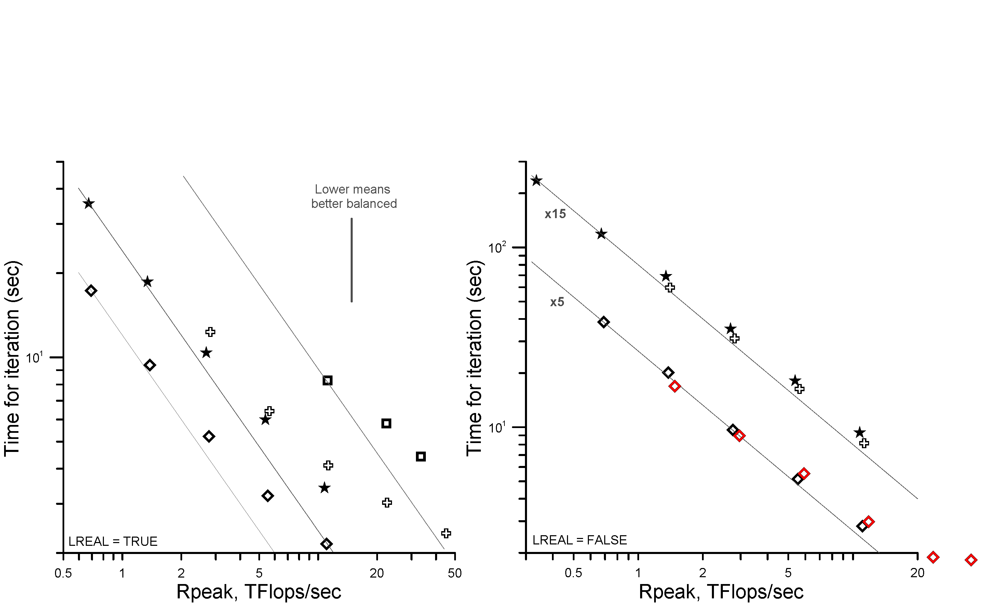 Lower means
better balanced
Time for iteration (sec)
10¹
LREAL = TRUE
0.5 1 2 5 20 50
Rpeak, TFlops/sec
x15
x5
Time for iteration (sec)
10²
10¹
LREAL = FALSE
0.5 1 2 5 20
Rpeak, TFlops/sec